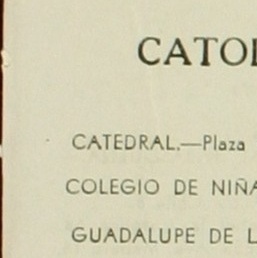 CATOL
CATEDRAL.—Plaza
COLEGIO DE NIÑA
GUADALUPE DE L